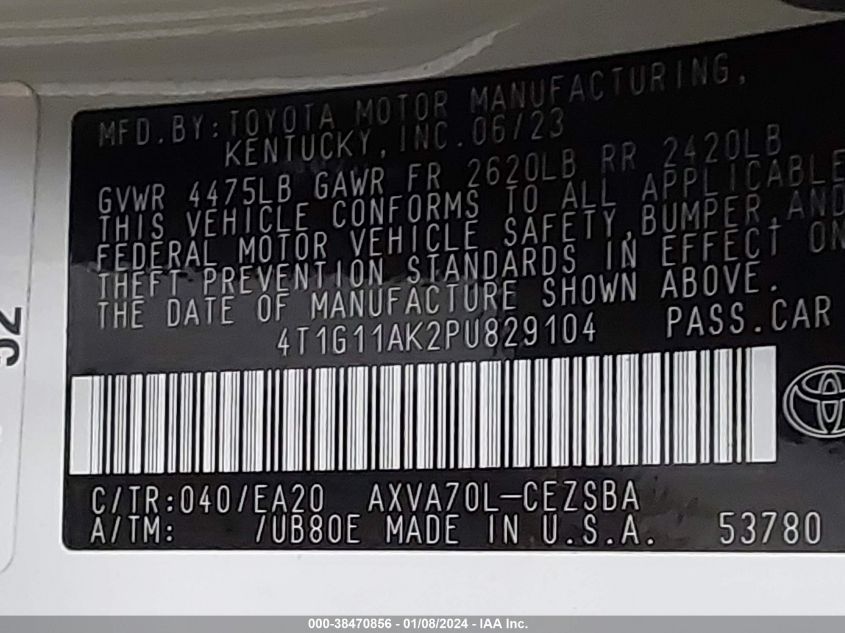 MFD.BY:TOYOTA MOTOR MANUFACTURING,
KENTUCKY,INC.06/23
GVWR 4475LB GAWR FR 2620LB RR 2420LB
THIS VEHICLE CONFORMS TO ALL APPLICABLE
FEDERAL MOTOR VEHICLE SAFETY,BUMPER,AND
THEFT PREVENTION STANDARDS IN EFFECT ON
THE DATE OF MANUFACTURE SHOWN ABOVE.
4T1G11AK2PU829104 PASS.CAR
C/TR:040/EA20 AXVA70L-CEZSBA
A/TM: /UB80E MADE IN U.S.A. 53780
000-38470856 - 01/08/2024 - IAA Inc.